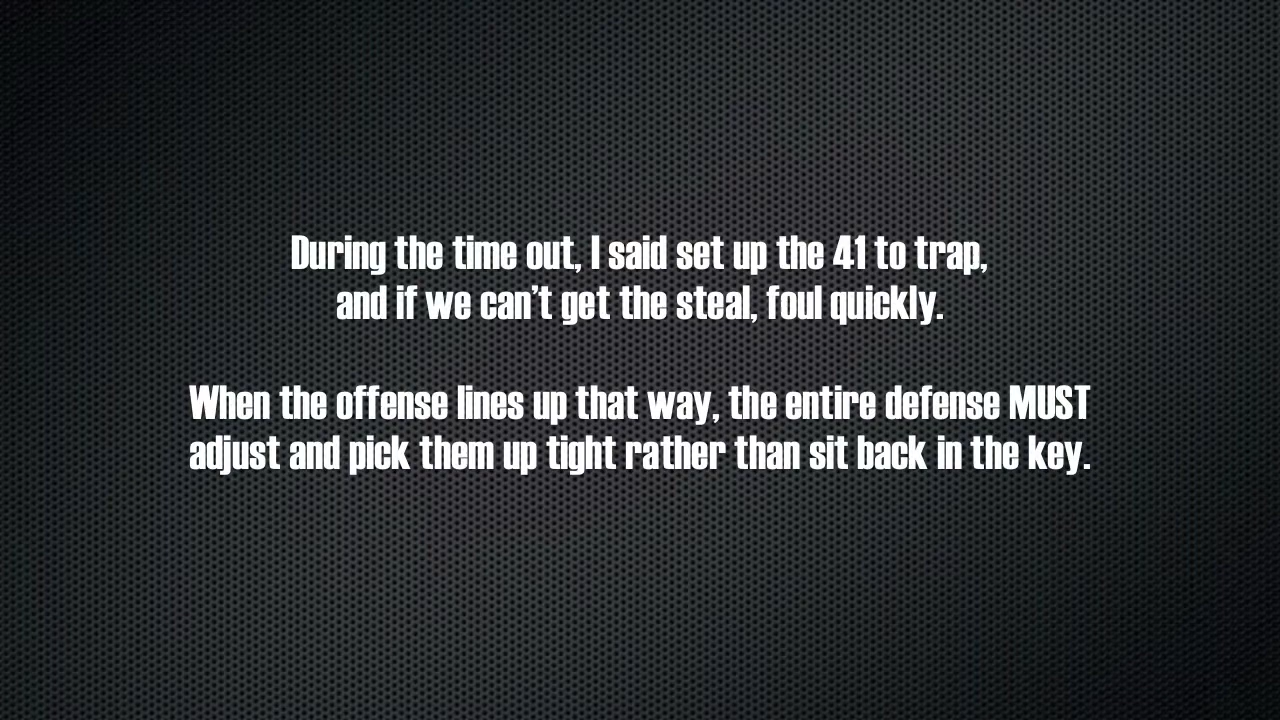 During the time out, I said set up the 41 to trap,
and if we can’t get the steal, foul quickly.
When the offense lines up that way, the entire defense MUST
adjust and pick them up tight rather than sit back in the key.